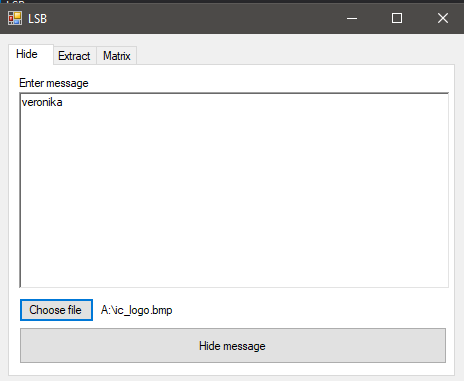 LSB
Hide Extract Matrix
Enter message
veronika
Choose file A:\ic_logo.bmp
Hide message